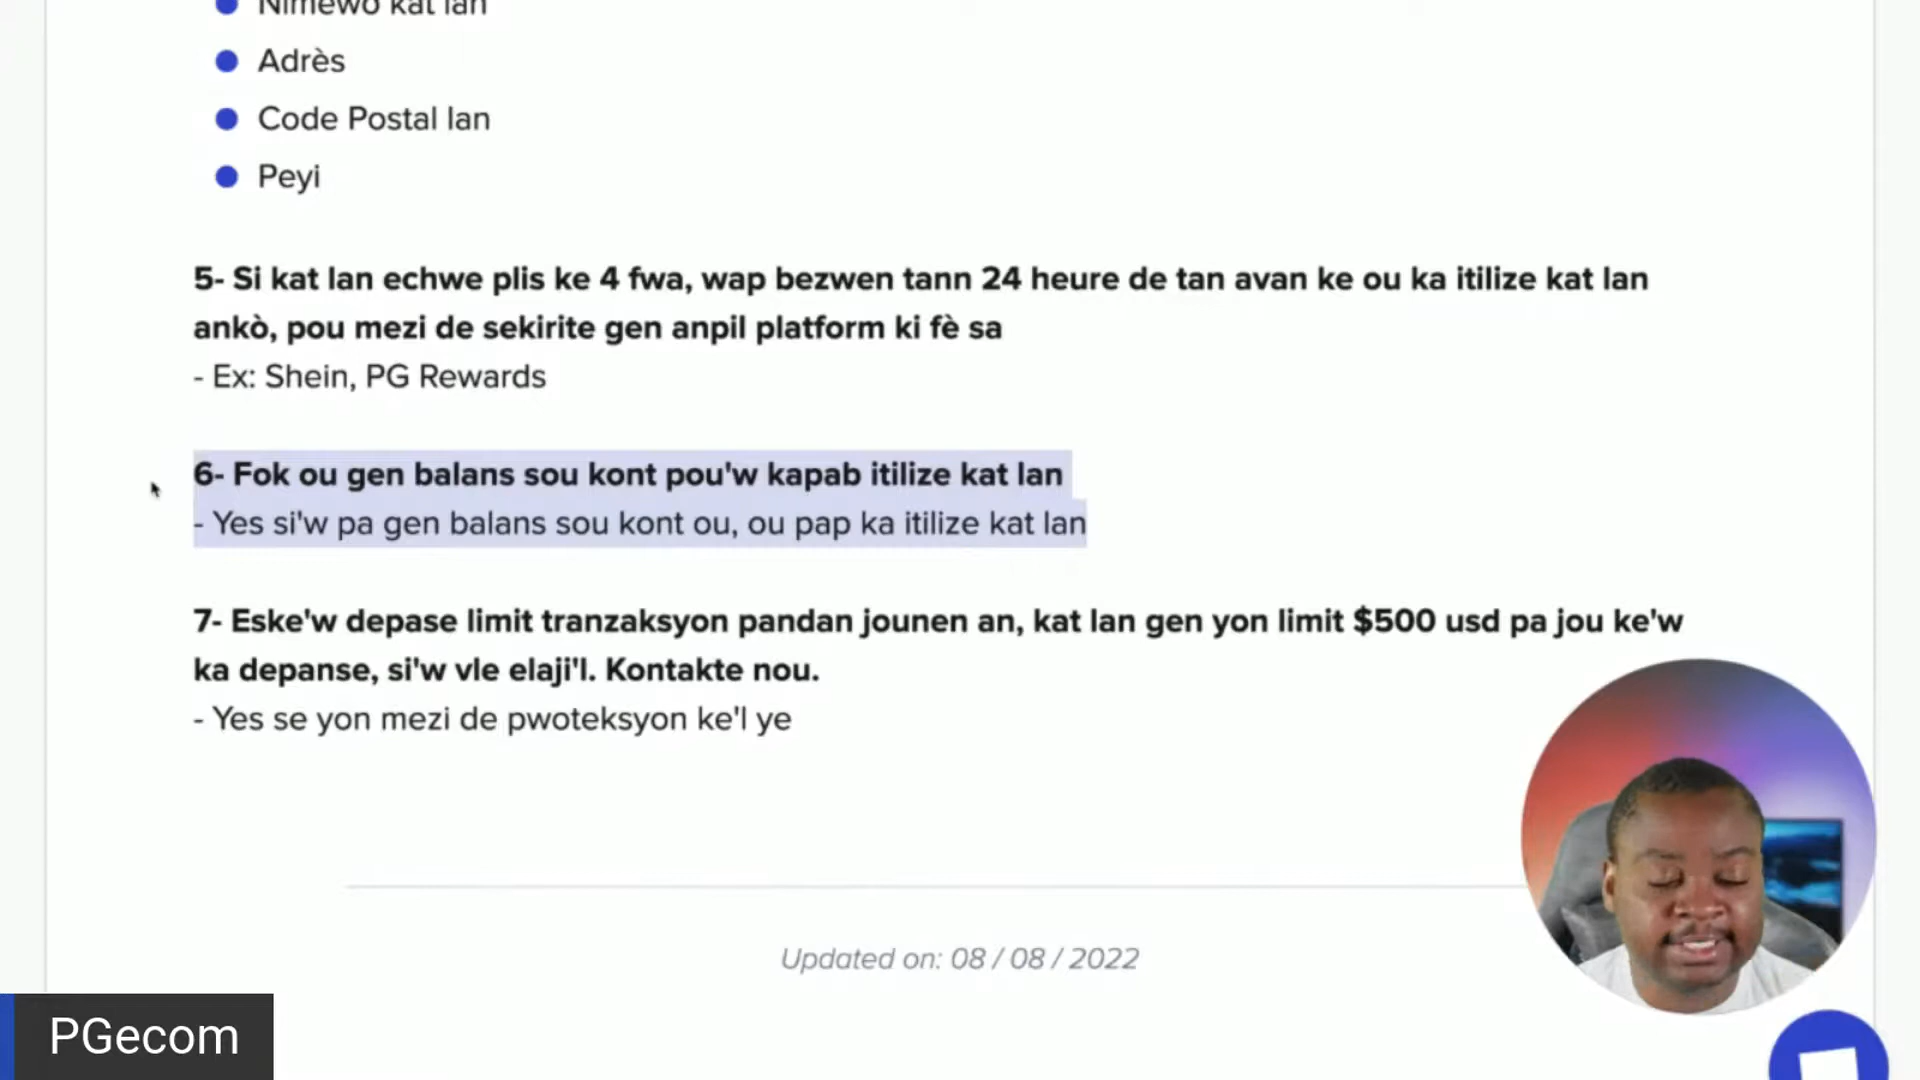 Nimewo kat lan
Adrès
Code Postal lan
Peyi
5- Si kat lan echwe plis ke 4 fwa, wap bezwen tann 24 heure de tan avan ke ou ka itilize kat lan
ankò, pou mezi de sekirite gen anpil platform ki fè sa
- Ex: Shein, PG Rewards
6- Fok ou gen balans sou kont pou'w kapab itilize kat lan
- Yes si'w pa gen balans sou kont ou, ou pap ka itilize kat lan
7- Eske'w depase limit tranzaksyon pandan jounen an, kat lan gen yon limit $500 usd pa jou ke'w
ka depanse, si'w vle elaji'l. Kontakte nou.
- Yes se yon mezi de pwoteksyon ke'l ye
Updated on: 08 / 08 / 2022
PGecom